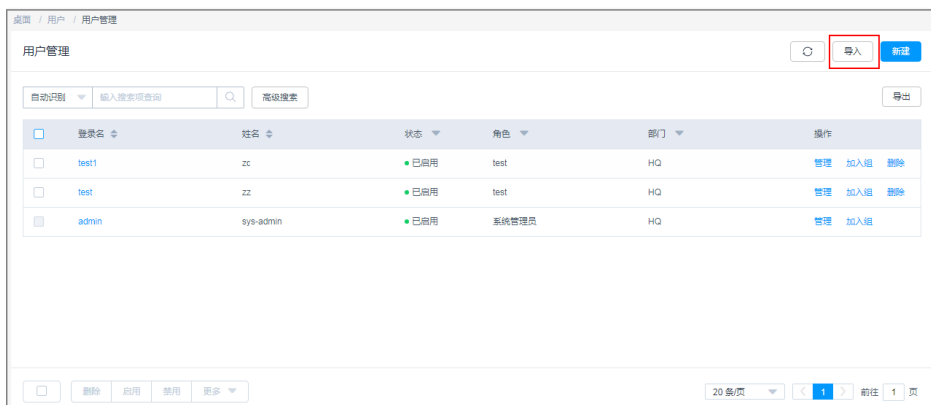 桌面 / 用户 / 用户管理
用户管理 导入 新建
自动识别 输入搜索项查询 高级搜索 导出
登录名 姓名 状态 角色 部门 操作
test1 zc 已启用 test HQ 管理 加入组 删除
test zz 已启用 test HQ 管理 加入组 删除
admin sys-admin 已启用 系统管理员 HQ 管理 加入组
删除 启用 禁用 更多 20 条/页 1 前往 1 页